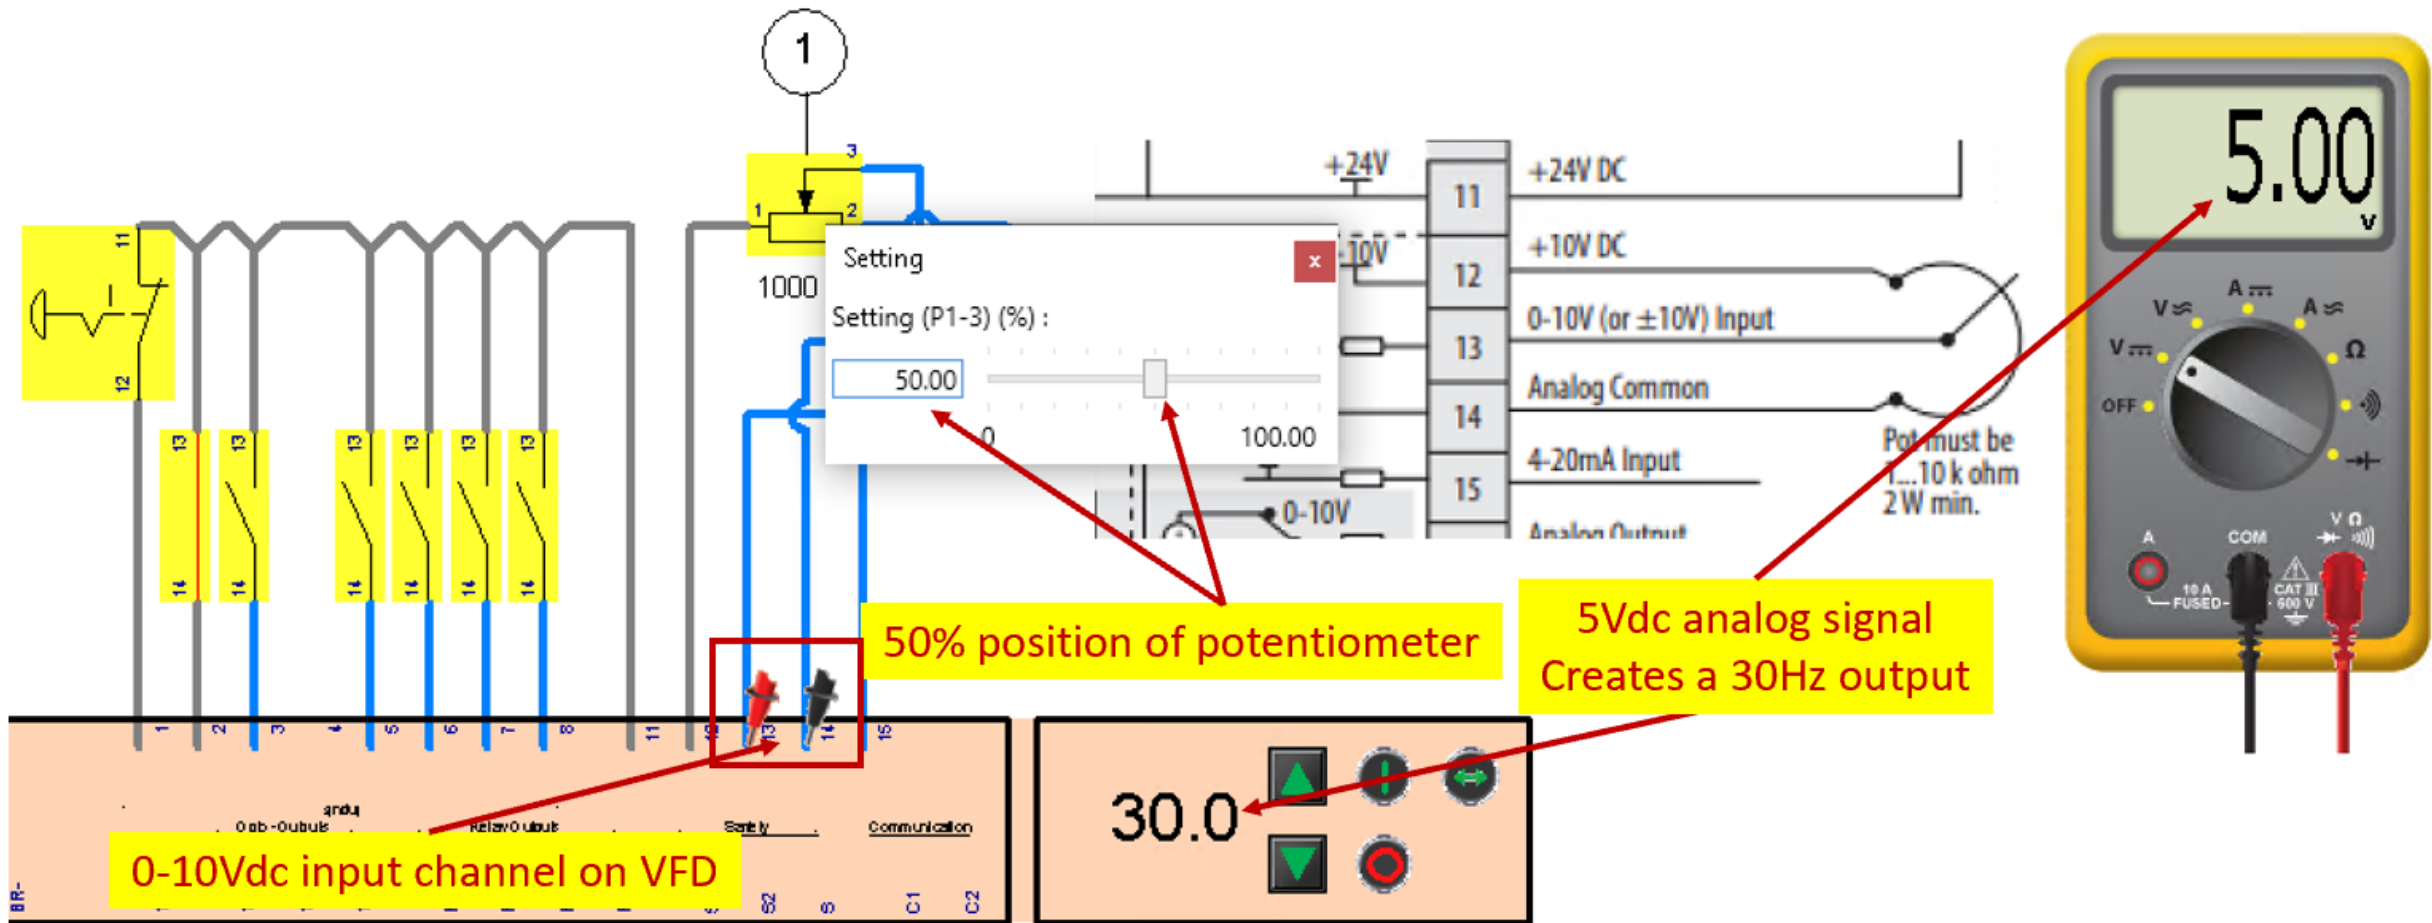 1
3
1
2
1000
11
12
13
14
13
14
13
14
13
14
13
14
13
14
Setting
x
Setting (P1-3) (%) :
50.00
0
100.00
+24V
11
+24V DC
-10V
12
+10V DC
13
0-10V (or ±10V) Input
14
Analog Common
15
4-20mA Input
0-10V
Analog Output
Pot must be
1...10 k ohm
2 W min.
5.00
V
OFF
V
V
A
A
Ω
A
COM
V Ω
10 A
FUSED
CAT III
600 V
50% position of potentiometer
5Vdc analog signal
Creates a 30Hz output
1
2
3
4
5
6
7
8
11
12
13
14
15
Opto-Outputs
Relay Outputs
Safety
Communication
30.0
0-10Vdc input channel on VFD
BR-
S2
S
C1
C2